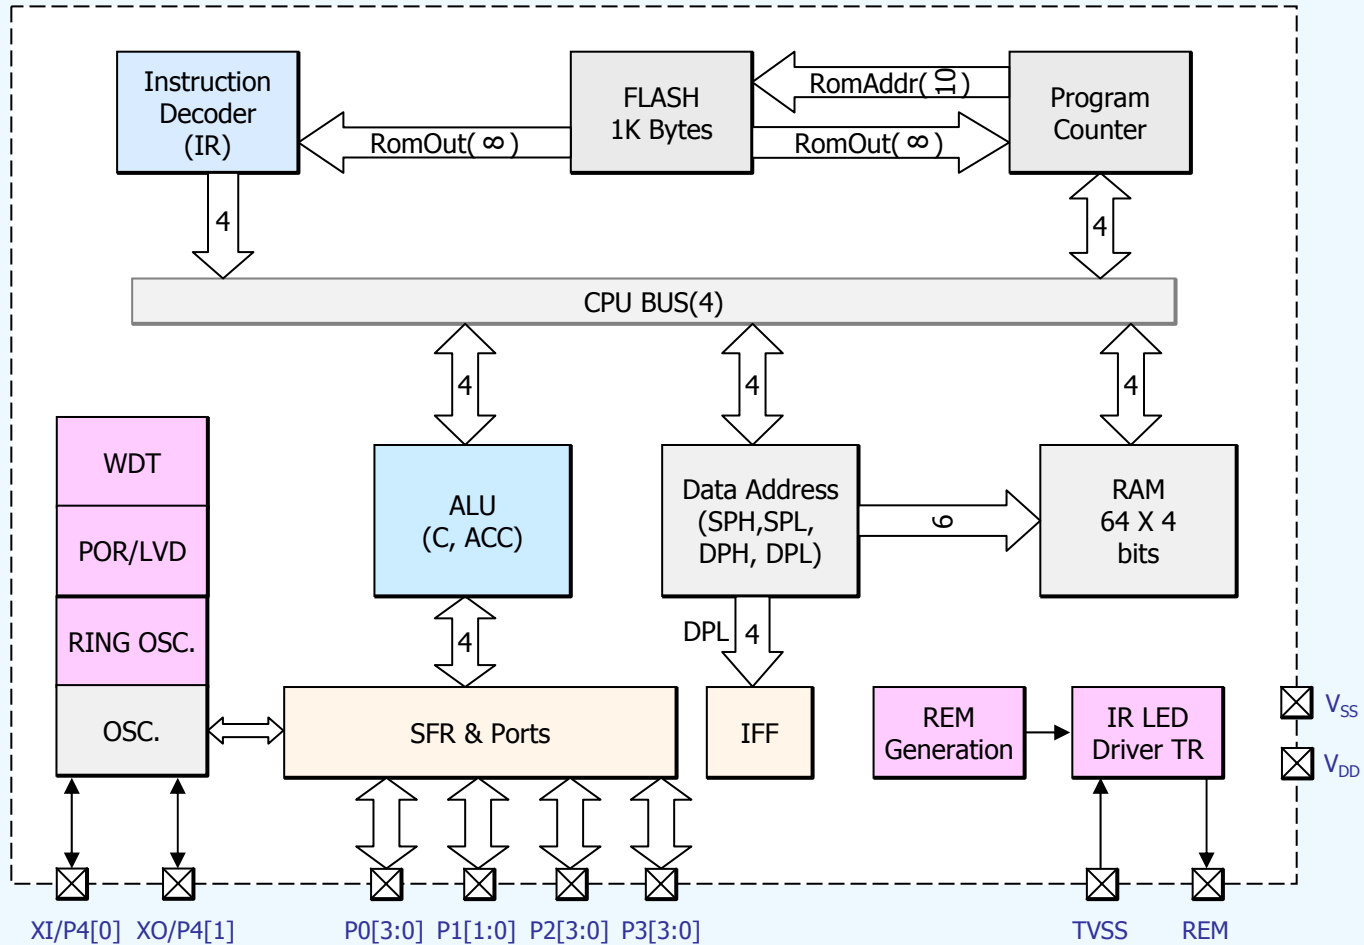 Instruction
Decoder
(IR)
RomOut( 8 )
FLASH
1K Bytes
RomAddr( 10 )
RomOut( 8 )
Program
Counter
4
4
CPU BUS(4)
4
4
4
WDT
POR/LVD
RING OSC.
OSC.
ALU
(C, ACC)
Data Address
(SPH,SPL,
DPH, DPL)
6
RAM
64 X 4
bits
4
DPL 4
SFR & Ports
IFF
REM
Generation
IR LED
Driver TR
VSS
VDD
XI/P4[0] XO/P4[1] P0[3:0] P1[1:0] P2[3:0] P3[3:0] TVSS REM